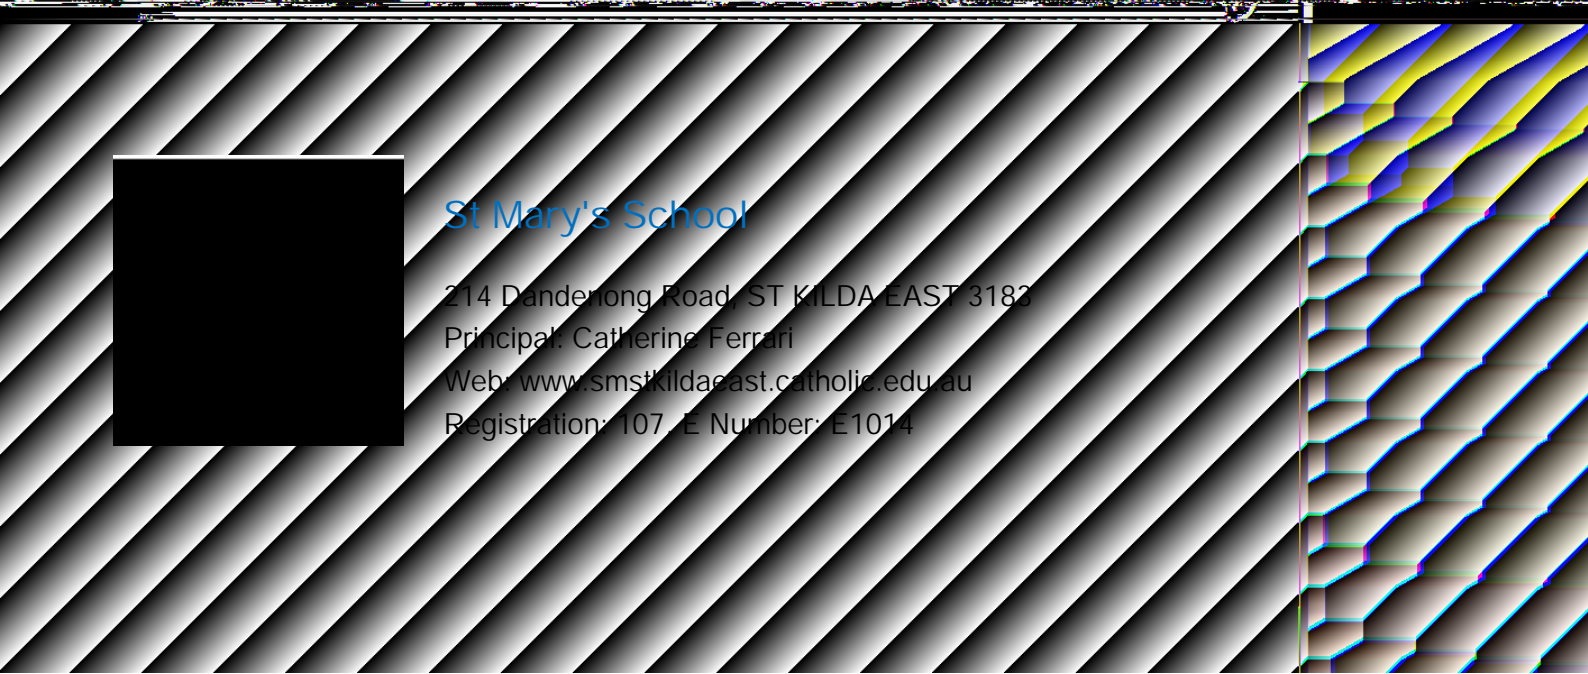 St Mary's School
214 Dandenong Road, ST KILDA EAST 3183
Principal: Catherine Ferrari
Web: www.smstkildaeast.catholic.edu.au
Registration: 107, E Number: E1014